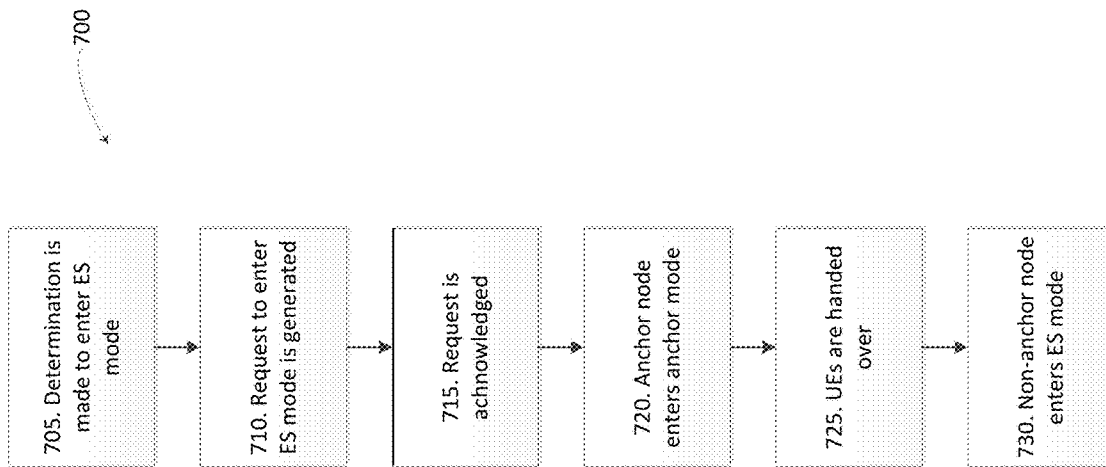 700
705. Determination is
made to enter ES
mode
710. Request to enter
ES mode is generated
715. Request is
achnowledged
720. Anchor node
enters anchor mode
725. UEs are handed
over
730. Non-anchor node
enters ES mode